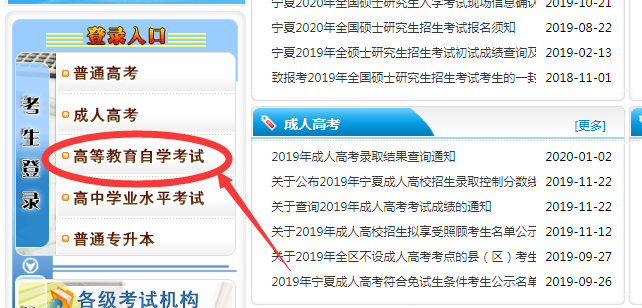 登录入口
考生登录
普通高考
成人高考
高等教育自学考试
高中学业水平考试
普通专升本
各级考试机构
宁夏2020年全国硕士研究生入学考试现场信息确认 2019-10-21
宁夏2020年全国硕士研究生招生考试报名须知 2019-08-22
宁夏2019年全国硕士研究生招生考试初试成绩查询及 2019-02-13
致报考2019年全国硕士研究生招生考试考生的一封 2018-11-01
成人高考 [更多]
2019年成人高考录取结果查询通知 2020-01-02
关于公布2019年宁夏成人高校招生录取控制分数线 2019-11-22
关于查询2019年成人高考考试成绩的通知 2019-11-22
2019年成人高校招生拟享受照顾考生名单公示 2019-11-12
关于2019年全区不设成人高考考点的县（区）考生 2019-09-27
2019年宁夏成人高考符合免试生条件考生公示名单 2019-09-26